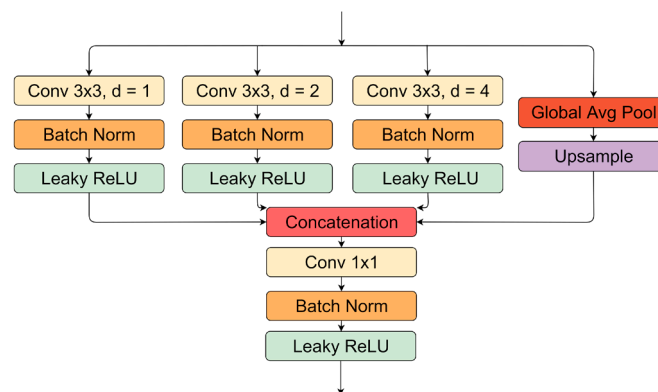 Conv 3x3, d = 1
Conv 3x3, d = 2
Conv 3x3, d = 4
Global Avg Pool
Batch Norm
Batch Norm
Batch Norm
Upsample
Leaky ReLU
Leaky ReLU
Leaky ReLU
Concatenation
Conv 1x1
Batch Norm
Leaky ReLU